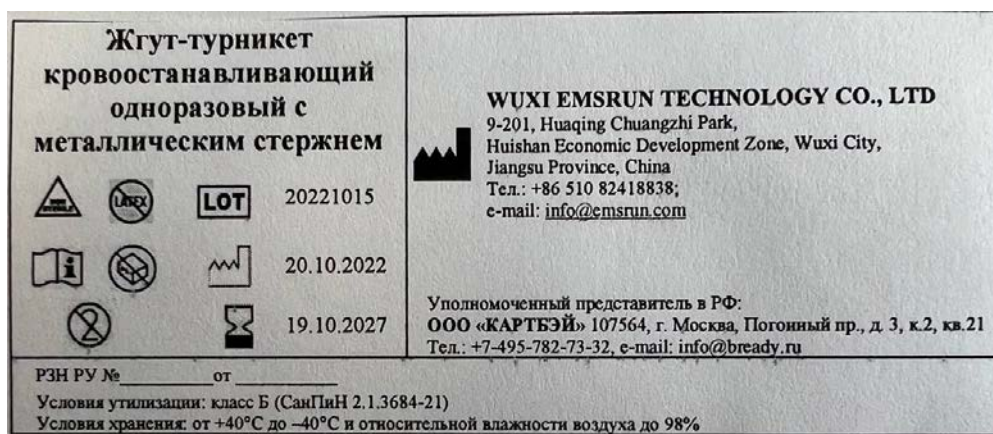 Жгут-турникет
кровоостанавливающий
одноразовый с
металлическим стержнем
LATEX
LOT 20221015
20.10.2022
2
19.10.2027
WUXI EMSRUN TECHNOLOGY CO., LTD
9-201, Huaqing Chuangzhi Park,
Huishan Economic Development Zone, Wuxi City,
Jiangsu Province, China
Тел.: +86 510 82418838;
e-mail: info@emsrun.com
Уполномоченный представитель в РФ:
ООО «КАРТБЭЙ» 107564, г. Москва, Погонный пр., д. 3, к.2, кв.21
Тел.: +7-495-782-73-32, e-mail: info@bready.ru
РЗН РУ №__________от ____________
Условия утилизации: класс Б (СанПиН 2.1.3684-21)
Условия хранения: от +40°С до –40°С и относительной влажности воздуха до 98%